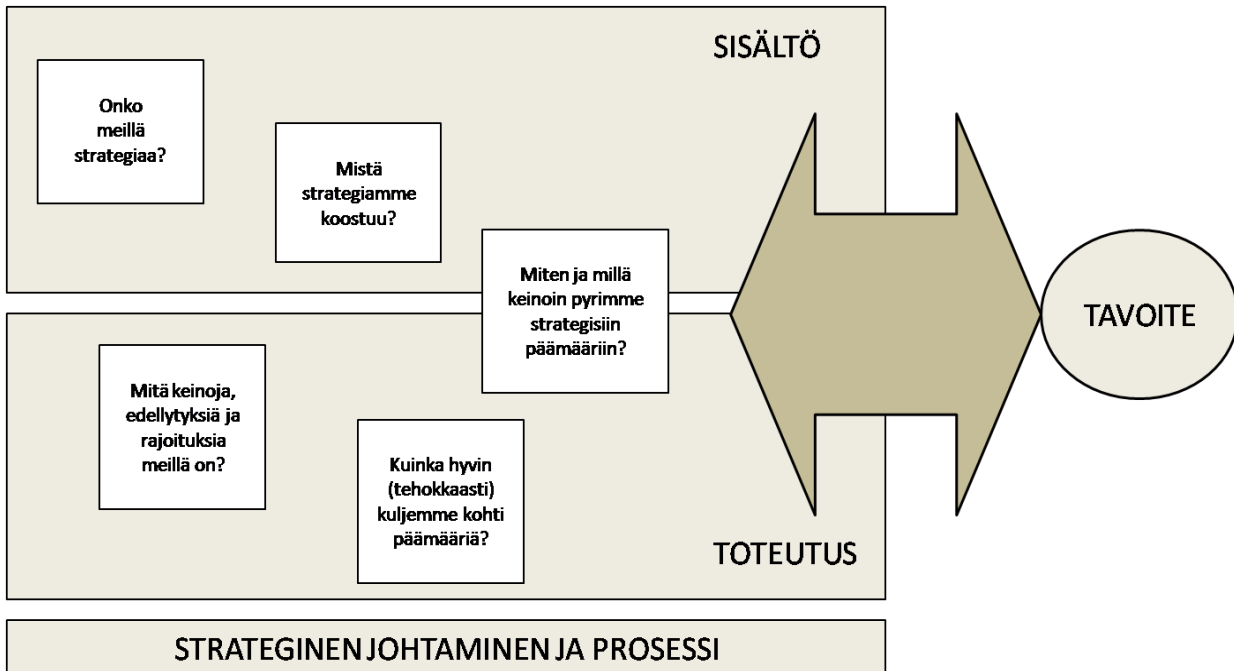 SISÄLTÖ
Onko
meillä
strategiaa?
Mistä
strategiamme
koostuu?
Miten ja millä
keinoin pyrimme
strategisiin
päämääriin?
TAVOITE
Mitä keinoja,
edellytyksiä ja
rajoituksia
meillä on?
Kuinka hyvin
(tehokkaasti)
kuljemme kohti
päämääriä?
TOTEUTUS
STRATEGINEN JOHTAMINEN JA PROSESSI